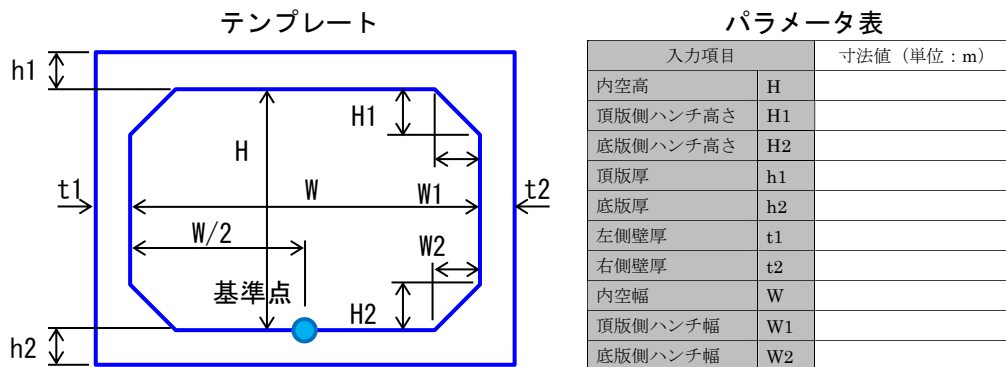 テンプレート
h1
H1
H
t1
W
W1
t2
W/2
W2
基準点
H2
h2
パラメータ表
入力項目 寸法値（単位：m）
内空高 H
頂版側ハンチ高さ H1
底版側ハンチ高さ H2
頂版厚 h1
底版厚 h2
左側壁厚 t1
右側壁厚 t2
内空幅 W
頂版側ハンチ幅 W1
底版側ハンチ幅 W2